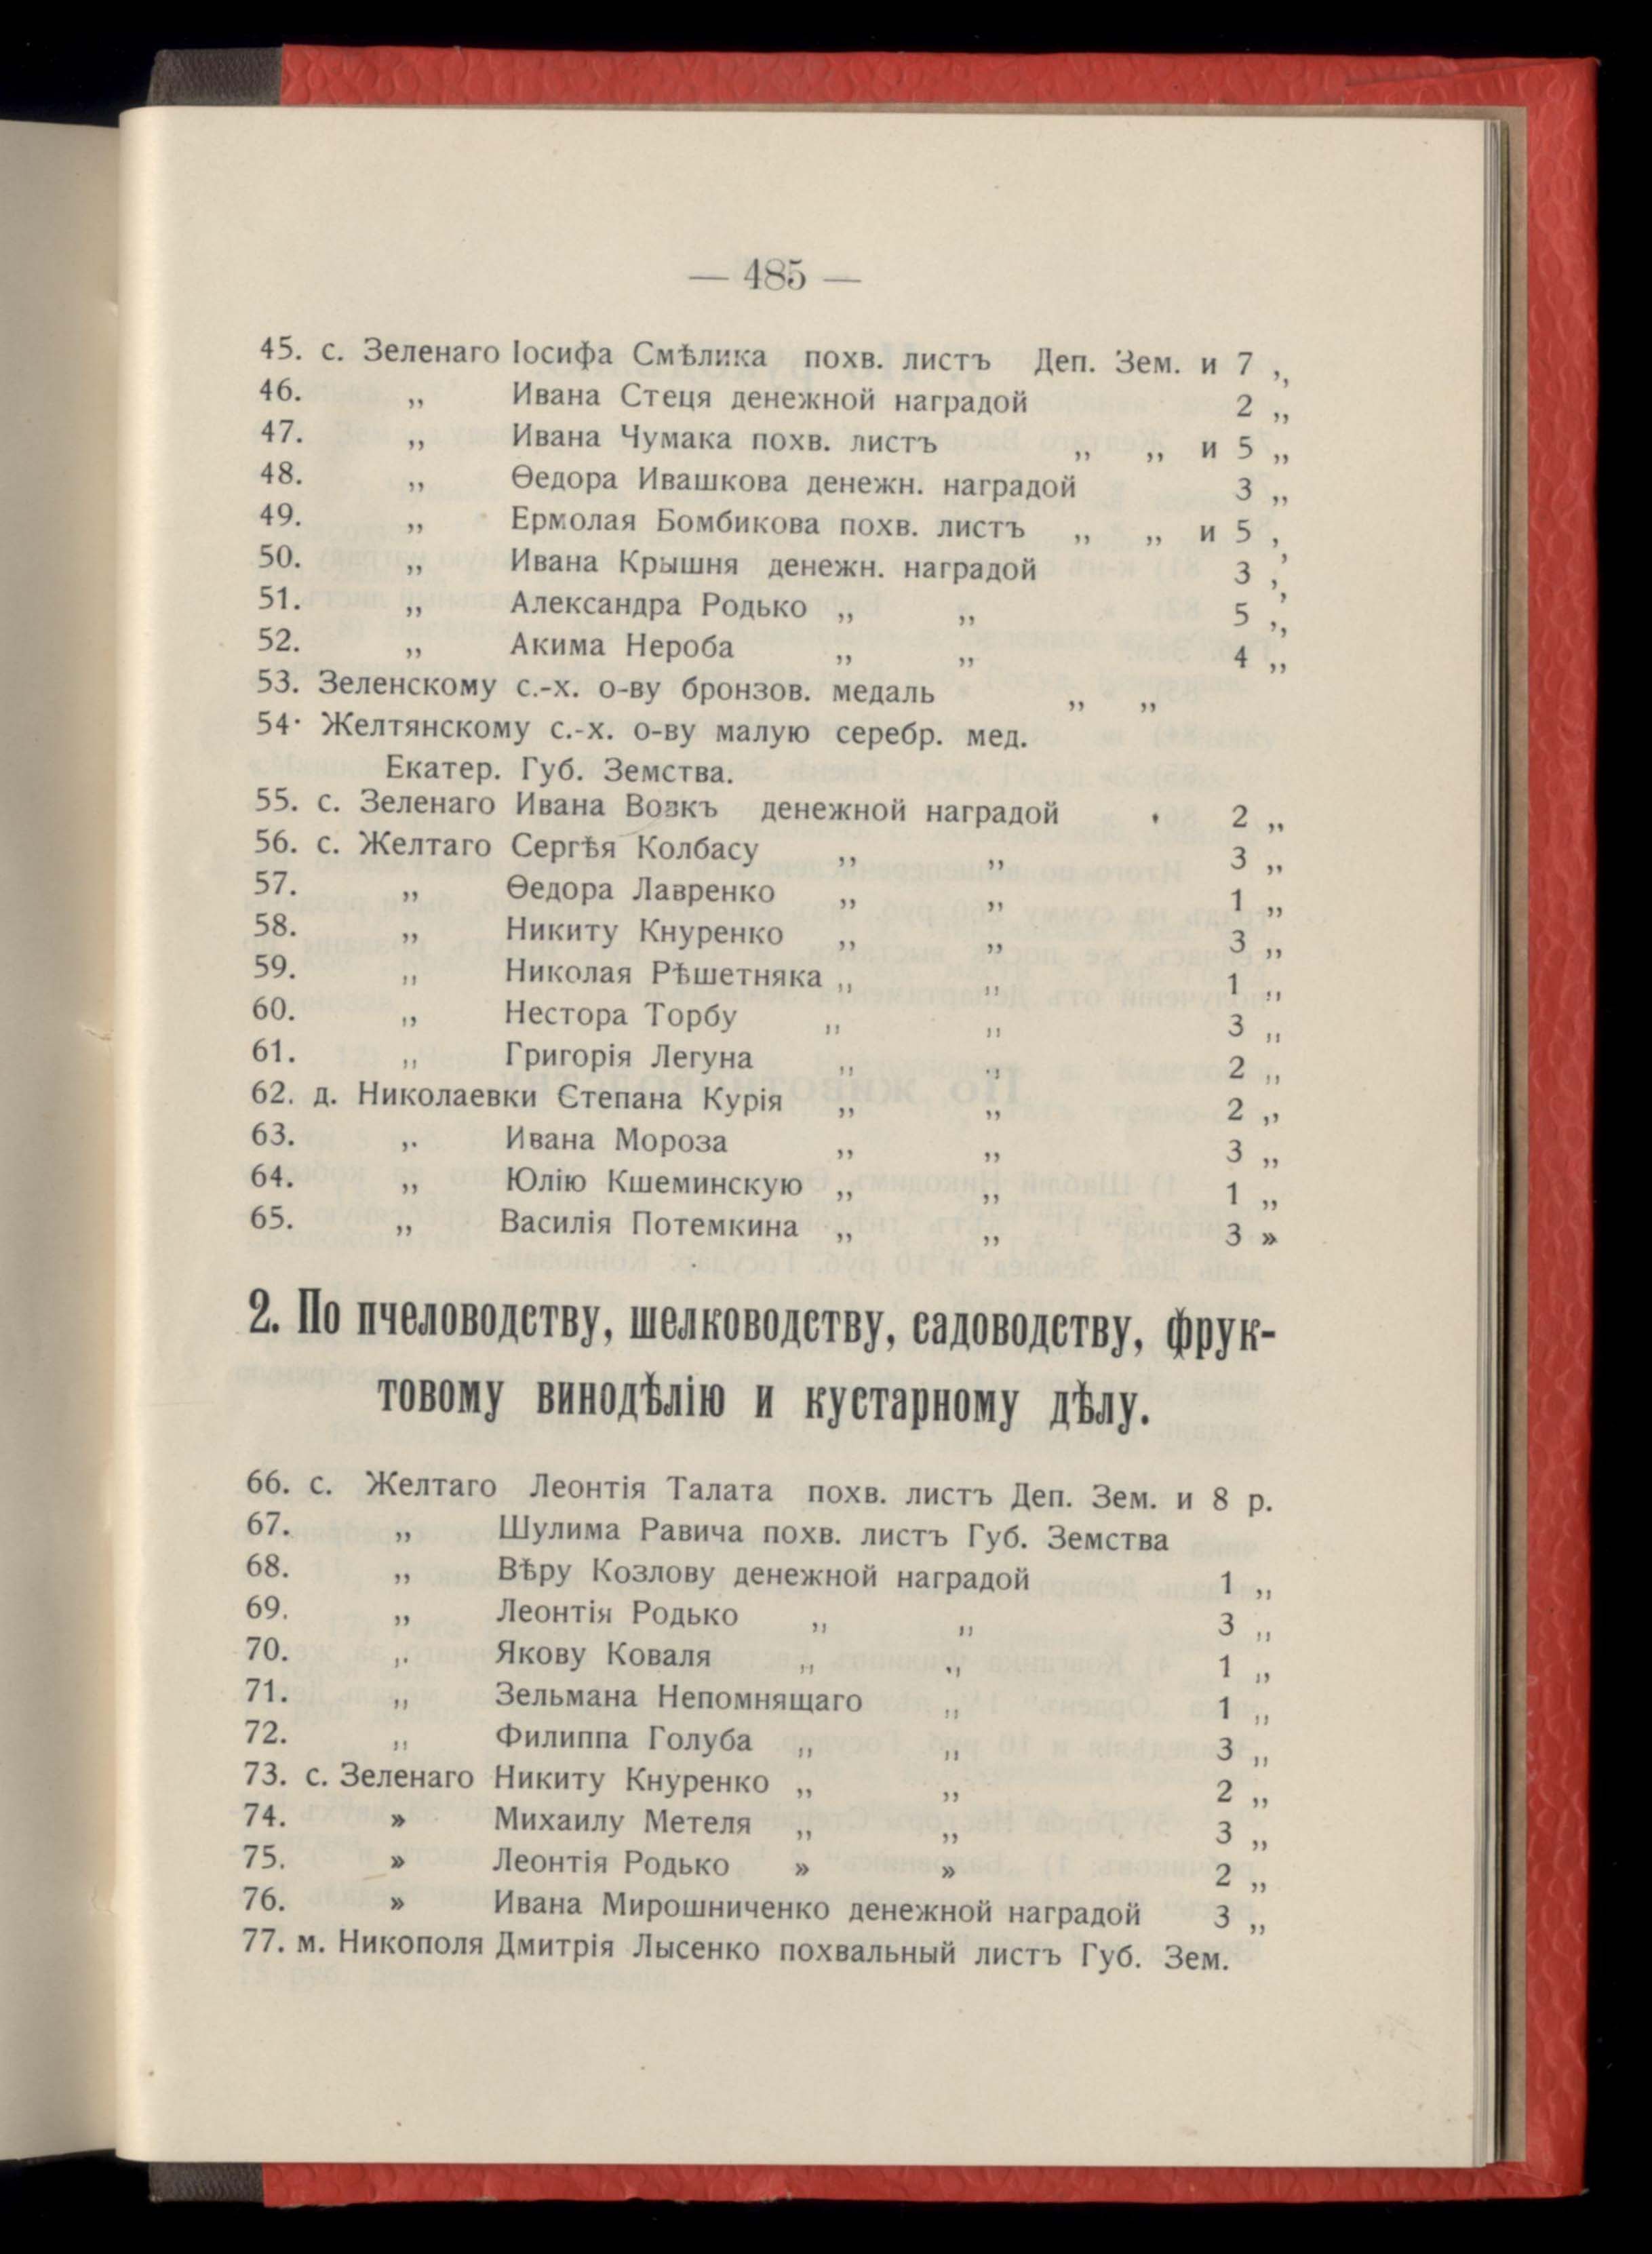 — 485 —
45. с. Зеленаго Іосифа Смѣлика похв. листъ Деп. Зем. и 7 „
46. „ Ивана Стеця денежной наградой 2 „
47. „ Ивана Чумака похв. листъ „ „ и 5 „
48. „ Ѳедора Ивашкова денежн. наградой 3 „
49. „ Ермолая Бомбикова похв. листъ „ „ и 5 ,
50. „ Ивана Крышня денежн. наградой 3 „
51. „ Александра Родько „ „ 5 „
52. „ Акима Нероба „ „ 4 „
53. Зеленскому с.-х. о-ву бронзов. медаль „ „
54· Желтянскому с.-х. о-ву малую серебр. мед.
Екатер. Губ. Земства.
55. с. Зеленаго Ивана Вовкъ денежной наградой 2 „
56. с. Желтаго Сергѣя Колбасу „ „ 3 „
57. „ Ѳедора Лавренко „ „ 1 „
58. „ Никиту Кнуренко „ „ 3 „
59. „ Николая Рѣшетняка „ „ 1 „
60. „ Нестора Торбу „ „ 3 „
61. „ Григорія Легуна „ „ 2 „
62. д. Николаевки Єтепана Курія „ „ 2 „
63. „ Ивана Мороза „ „ 3 „
64. „ Юлію Кшеминскую „ „ 1 „
65. „ Василія Потемкина „ „ 3 »
2. По пчеловодству, шелководству, садоводству, фрук-
товому винодѣлію и кустарному дѣлу.
66. с. Желтаго Леонтія Талата похв. листъ Деп. Зем. и 8 р.
67. „ Шулима Равича похв. листъ Губ. Земства
68. „ Вѣру Козлову денежной наградой 1 „
69. „ Леонтія Родько „ „ 3 „
70. „ Якову Коваля „ „ 1 „
71. „ Зельмана Непомнящаго „ 1 „
72. „ Филиппа Голуба „ „ 3 „
73. с. Зеленаго Никиту Кнуренко „ „ 2 „
74. » Михаилу Метеля „ „ 3 „
75. » Леонтія Родько » » 2 „
76. » Ивана Мирошниченко денежной наградой 3 „
77. м. Никополя Дмитрія Лысенко похвальный листъ Губ. Зем.